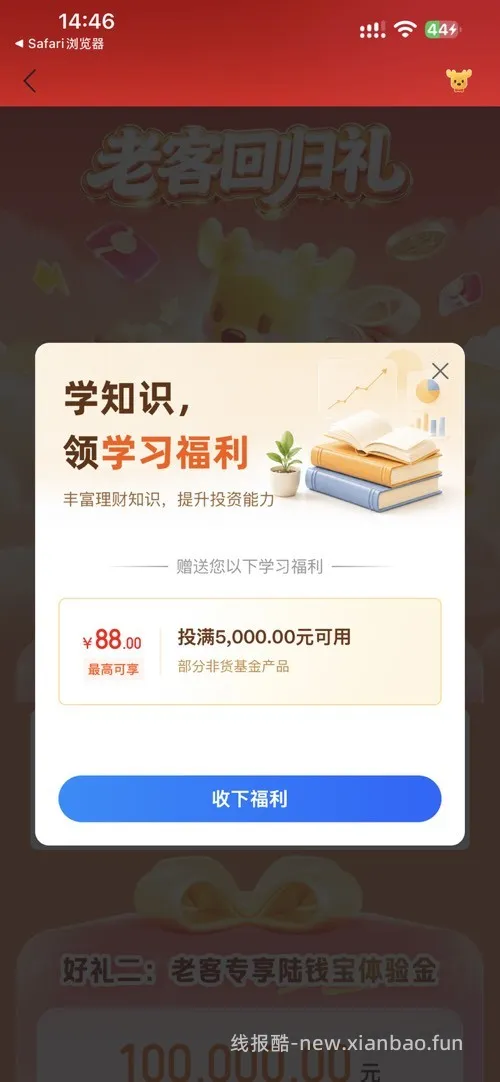 14:46
44
◀ Safari浏览器
老客回归礼
学知识，
领学习福利
丰富理财知识，提升投资能力
赠送您以下学习福利
¥88.00
最高可享
投满5,000.00元可用
部分非货基金产品
收下福利
好礼二：老客专享陆钱宝体验金
100,000.00元
线报酷-new.xianbao.fun